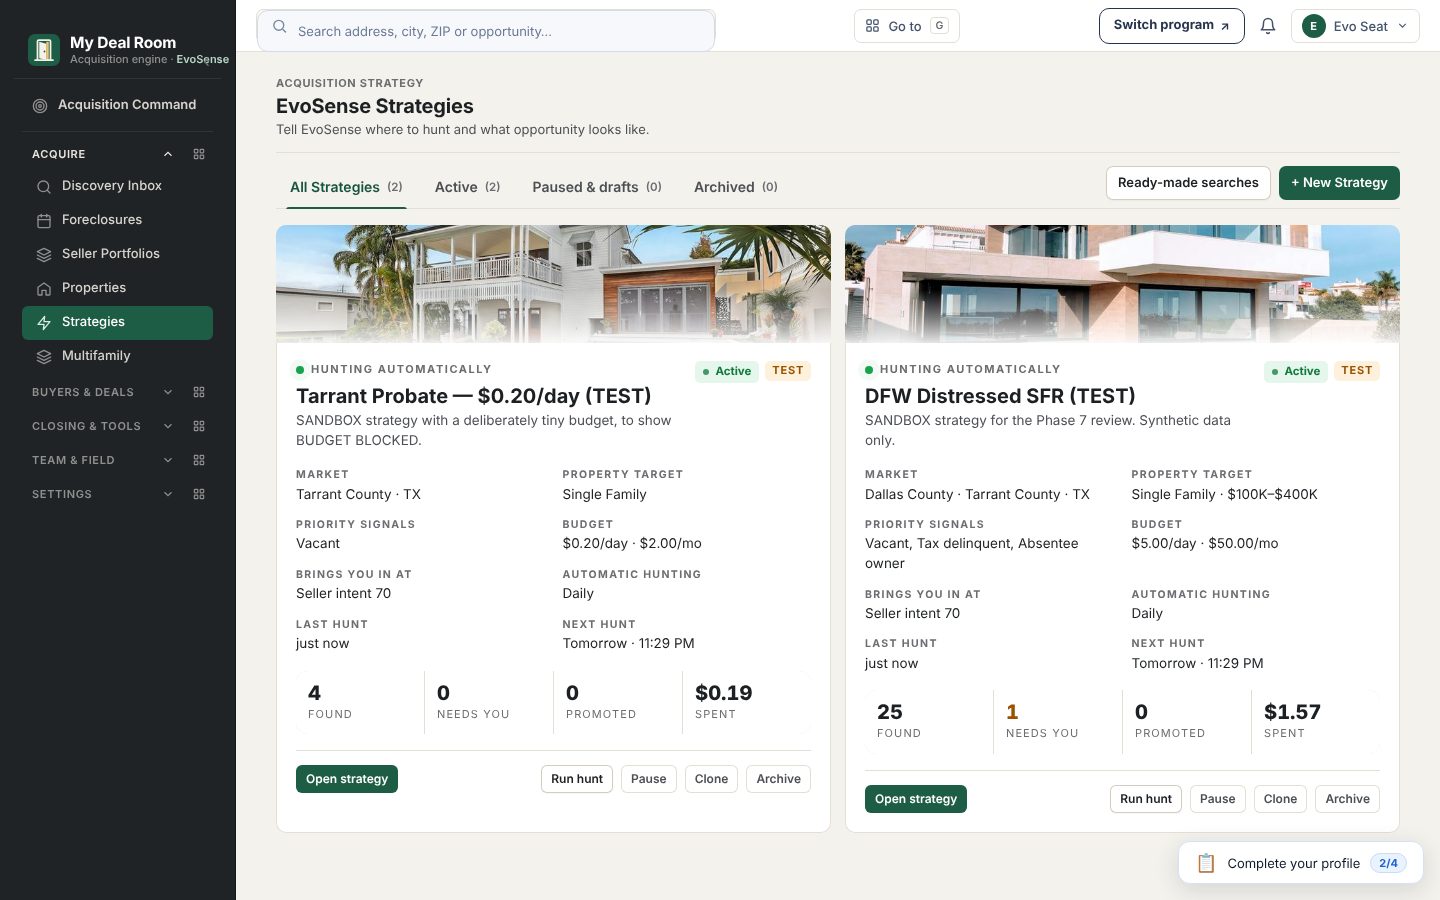 My Deal Room
Acquisition engine · EvoSense
Acquisition Command
ACQUIRE
Discovery Inbox
Foreclosures
Seller Portfolios
Properties
Strategies
Multifamily
BUYERS & DEALS
CLOSING & TOOLS
TEAM & FIELD
SETTINGS
Search address, city, ZIP or opportunity...
Go to G
Switch program ↗
E Evo Seat
ACQUISITION STRATEGY
EvoSense Strategies
Tell EvoSense where to hunt and what opportunity looks like.
All Strategies (2) Active (2) Paused & drafts (0) Archived (0)
Ready-made searches + New Strategy
HUNTING AUTOMATICALLY Active TEST
Tarrant Probate — $0.20/day (TEST)
SANDBOX strategy with a deliberately tiny budget, to show
BUDGET BLOCKED.
MARKET PROPERTY TARGET
Tarrant County · TX Single Family
PRIORITY SIGNALS BUDGET
Vacant $0.20/day · $2.00/mo
BRINGS YOU IN AT AUTOMATIC HUNTING
Seller intent 70 Daily
LAST HUNT NEXT HUNT
just now Tomorrow · 11:29 PM
4 0 0 $0.19
FOUND NEEDS YOU PROMOTED SPENT
Open strategy Run hunt Pause Clone Archive
HUNTING AUTOMATICALLY Active TEST
DFW Distressed SFR (TEST)
SANDBOX strategy for the Phase 7 review. Synthetic data
only.
MARKET PROPERTY TARGET
Dallas County · Tarrant County · TX Single Family · $100K–$400K
PRIORITY SIGNALS BUDGET
Vacant, Tax delinquent, Absentee $5.00/day · $50.00/mo
owner
BRINGS YOU IN AT AUTOMATIC HUNTING
Seller intent 70 Daily
LAST HUNT NEXT HUNT
just now Tomorrow · 11:29 PM
25 1 0 $1.57
FOUND NEEDS YOU PROMOTED SPENT
Open strategy Run hunt Pause Clone Archive
Complete your profile 2/4